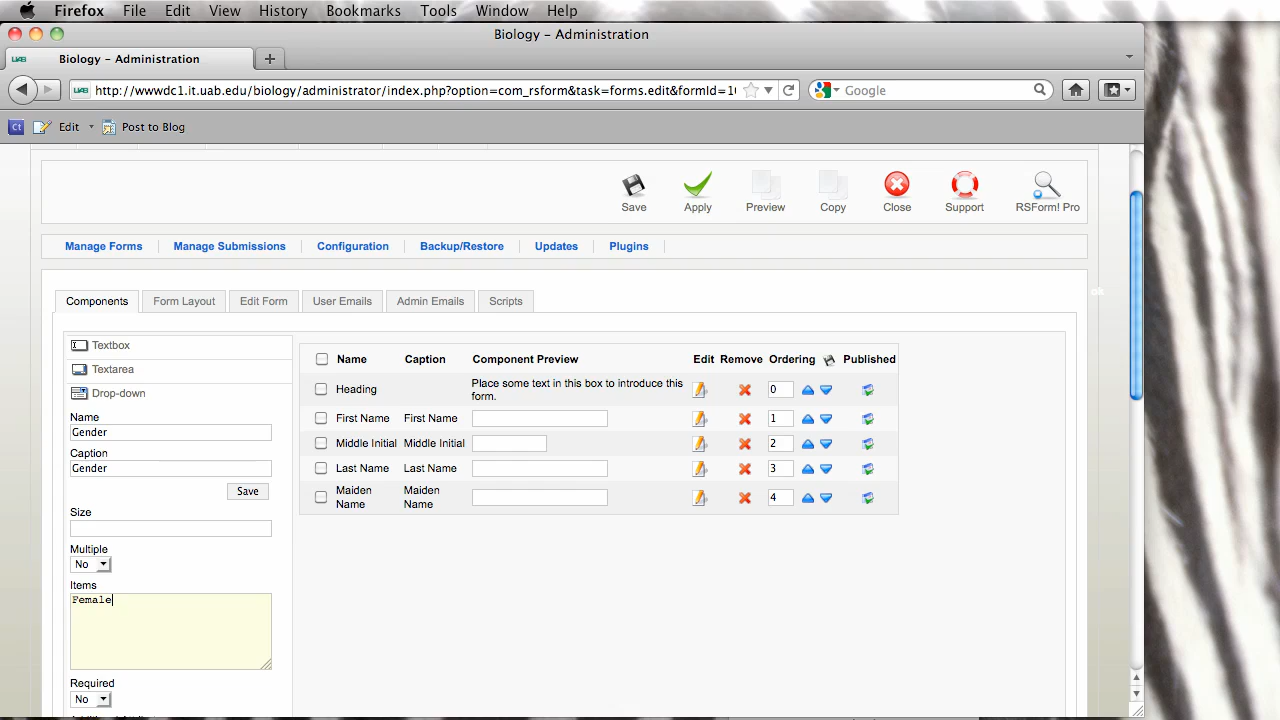 Firefox File Edit View History Bookmarks Tools Window Help
Biology – Administration
UAB Biology – Administration +
UAB http://wwwdc1.it.uab.edu/biology/administrator/index.php?option=com_rsform&task=forms.edit&formId=1 Google
Ct Edit Post to Blog
Save Apply Preview Copy Close Support RSForm! Pro
Manage Forms Manage Submissions Configuration Backup/Restore Updates Plugins
ok
Components Form Layout Edit Form User Emails Admin Emails Scripts
Textbox
Textarea
Drop-down
Name
Gender
Caption
Gender
Save
Size
Multiple
No
Items
Female
Required
No
Name Caption Component Preview Edit Remove Ordering Published
Heading Place some text in this box to introduce this
form. 0
First Name First Name 1
Middle Initial Middle Initial 2
Last Name Last Name 3
Maiden Maiden
Name Name 4